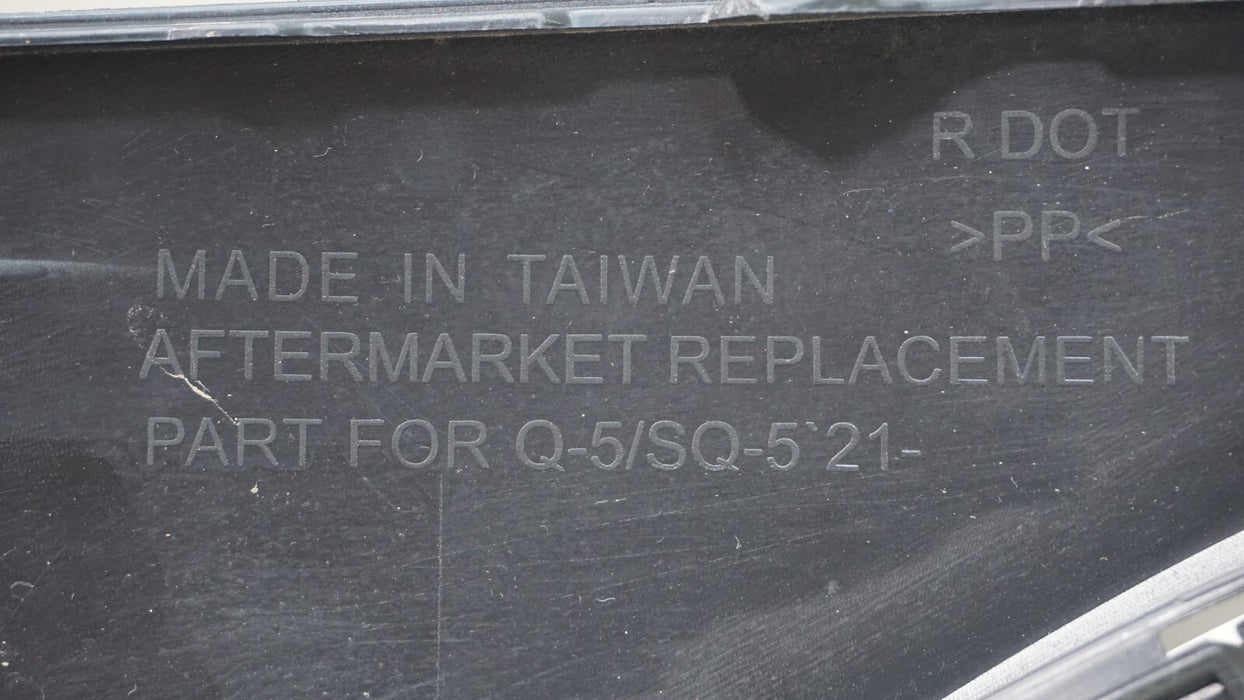 R DOT
>PP<
MADE IN TAIWAN
AFTERMARKET REPLACEMENT
PART FOR Q-5/SQ-5`21-